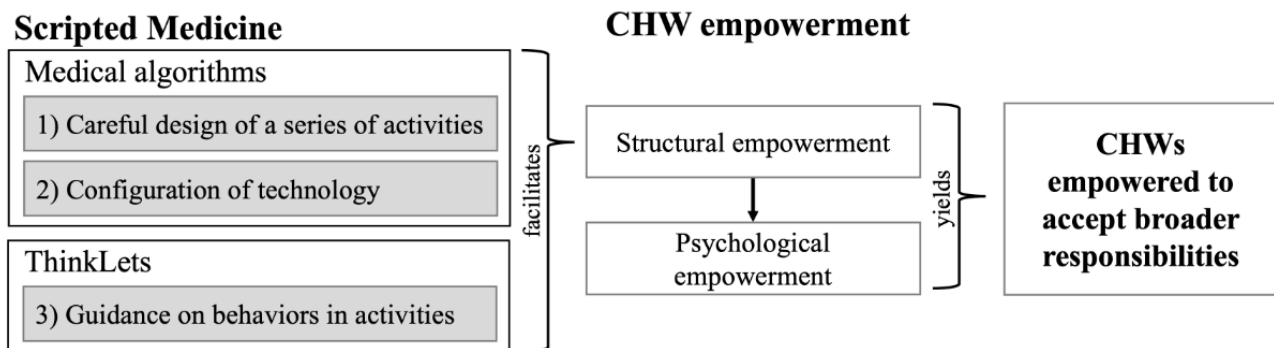 Scripted Medicine
Medical algorithms
1) Careful design of a series of activities
2) Configuration of technology
ThinkLets
3) Guidance on behaviors in activities
facilitates
CHW empowerment
Structural empowerment
Psychological
empowerment
yields
CHWs
empowered to
accept broader
responsibilities